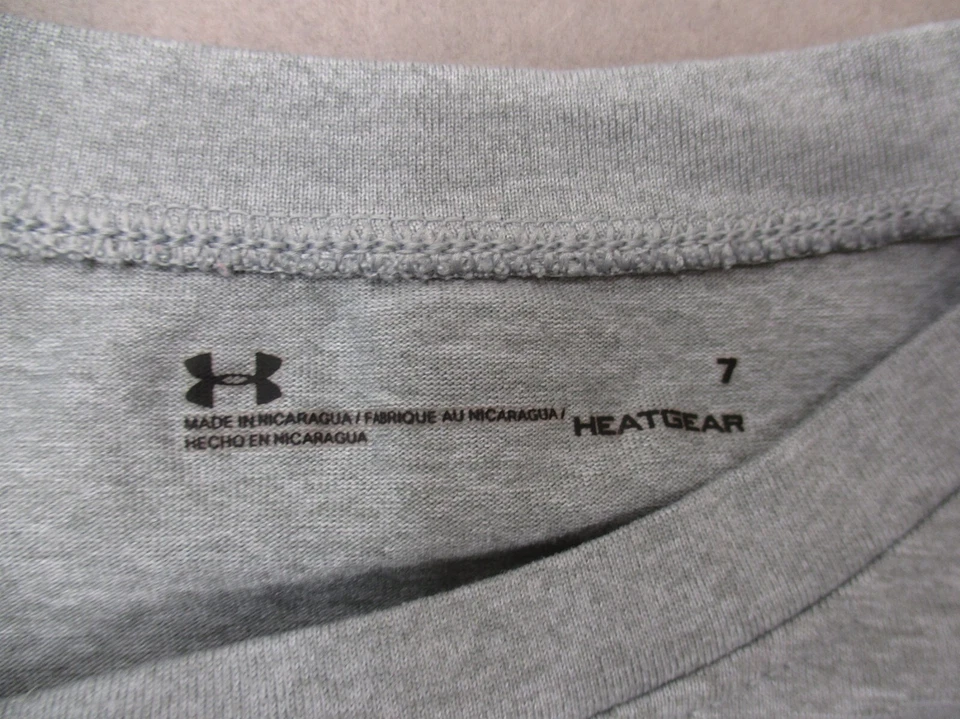 7
MADE IN NICARAGUA / FABRIQUE AU NICARAGUA /
HECHO EN NICARAGUA
HEATGEAR